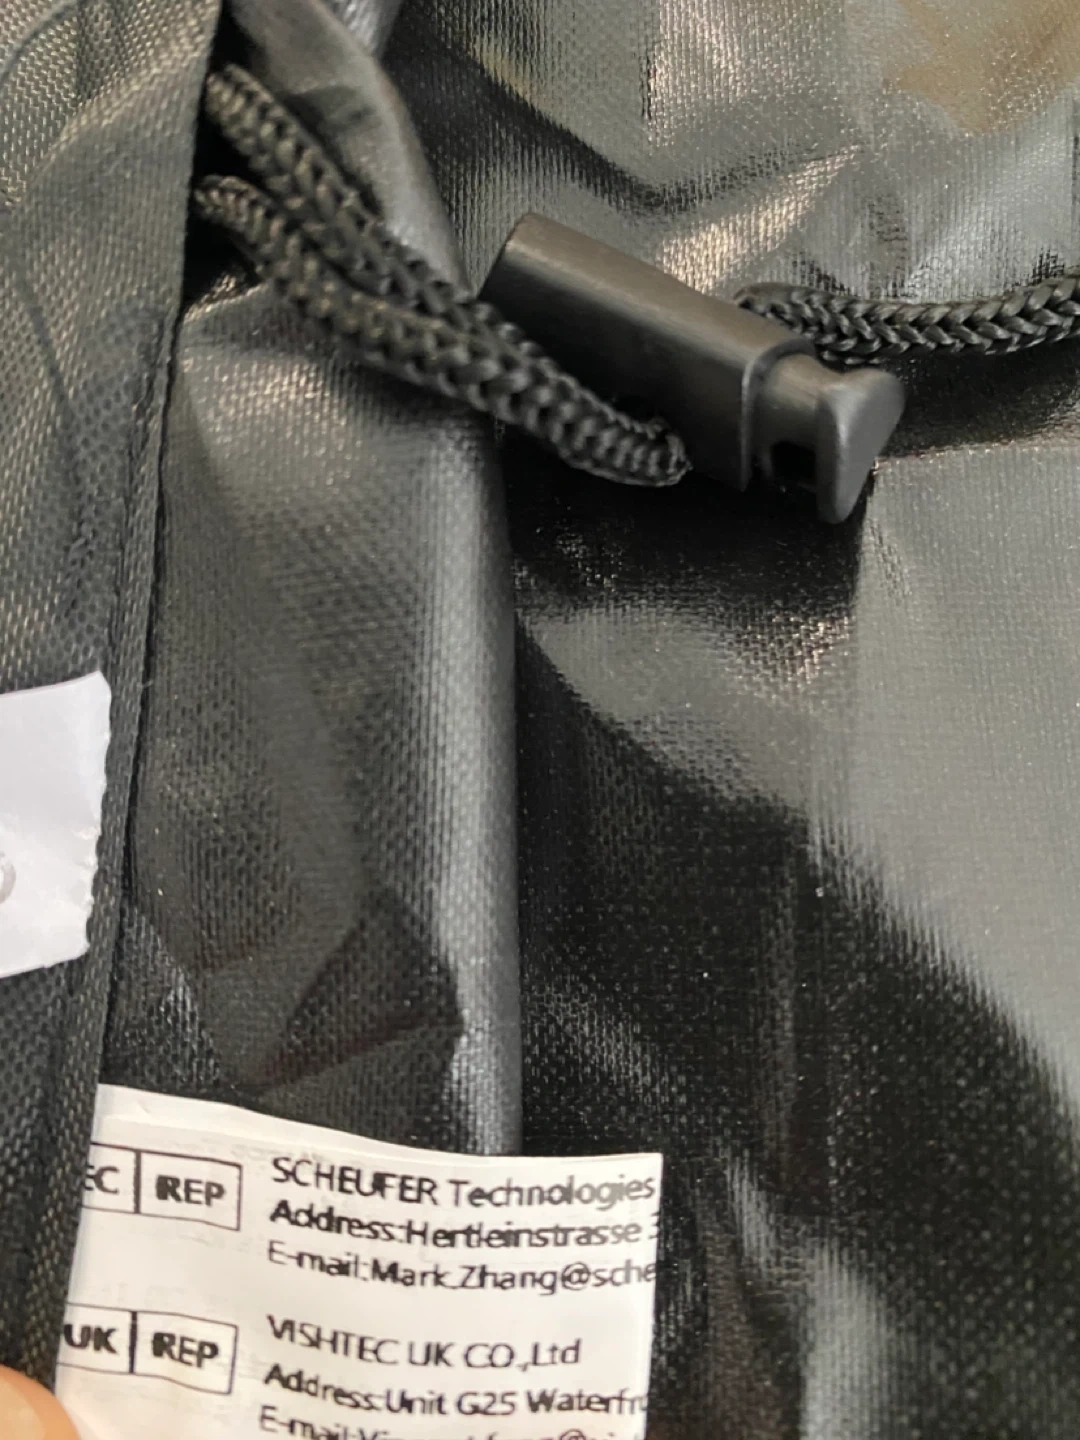 EC REP SCHEUFER Technologies
Address:Hertleinstrasse
E-mail:Mark.Zhang@sche
UK REP VISHTEC UK CO.,Ltd
Address:Unit G25 Waterfr
E-mail: